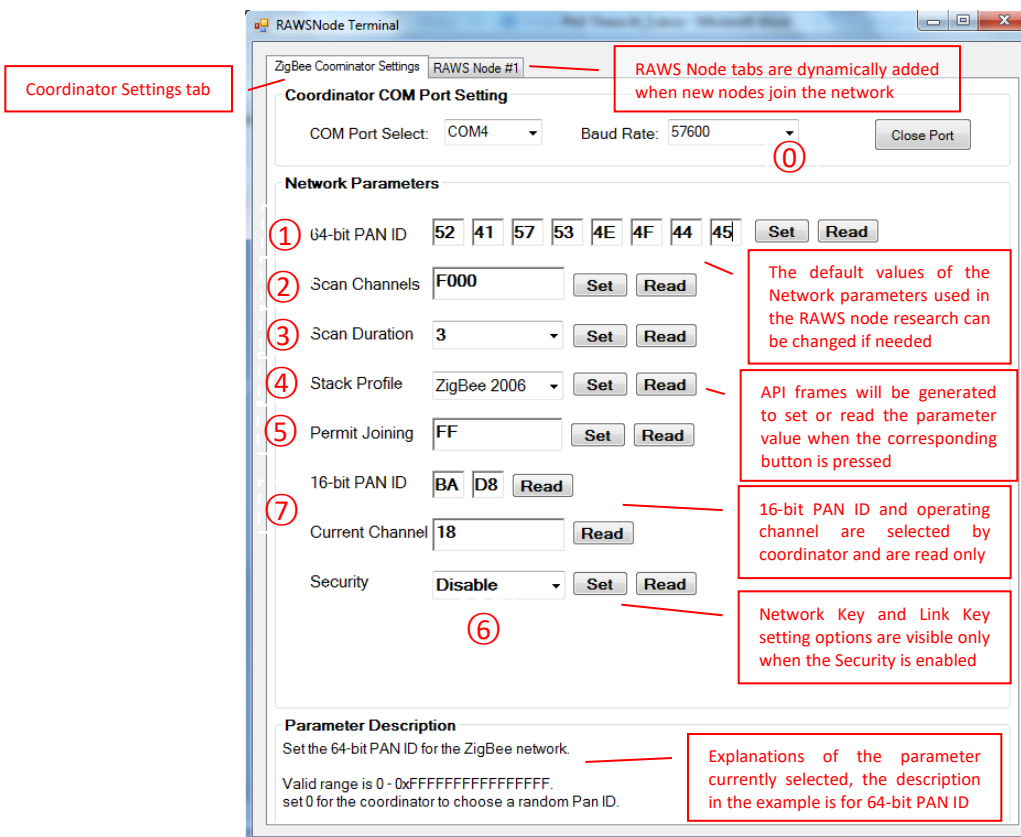 RAWSNode Terminal
ZigBee Coorninator Settings
RAWS Node #1
Coordinator Settings tab
RAWS Node tabs are dynamically added
when new nodes join the network
Coordinator COM Port Setting
COM Port Select:
COM4
Baud Rate:
57600
Close Port
0
Network Parameters
1
64-bit PAN ID
52 41 57 53 4E 4F 44 45
Set
Read
The default values of the
Network parameters used in
the RAWS node research can
be changed if needed
2
Scan Channels
F000
Set
Read
3
Scan Duration
3
Set
Read
4
Stack Profile
ZigBee 2006
Set
Read
API frames will be generated
to set or read the parameter
value when the corresponding
button is pressed
5
Permit Joining
FF
Set
Read
16-bit PAN ID
BA D8
Read
7
16-bit PAN ID and operating
channel are selected by
coordinator and are read only
Current Channel
18
Read
Security
Disable
Set
Read
6
Network Key and Link Key
setting options are visible only
when the Security is enabled
Parameter Description
Set the 64-bit PAN ID for the ZigBee network.
Valid range is 0 - 0xFFFFFFFFFFFFFFFF.
set 0 for the coordinator to choose a random Pan ID.
Explanations of the parameter
currently selected, the description
in the example is for 64-bit PAN ID